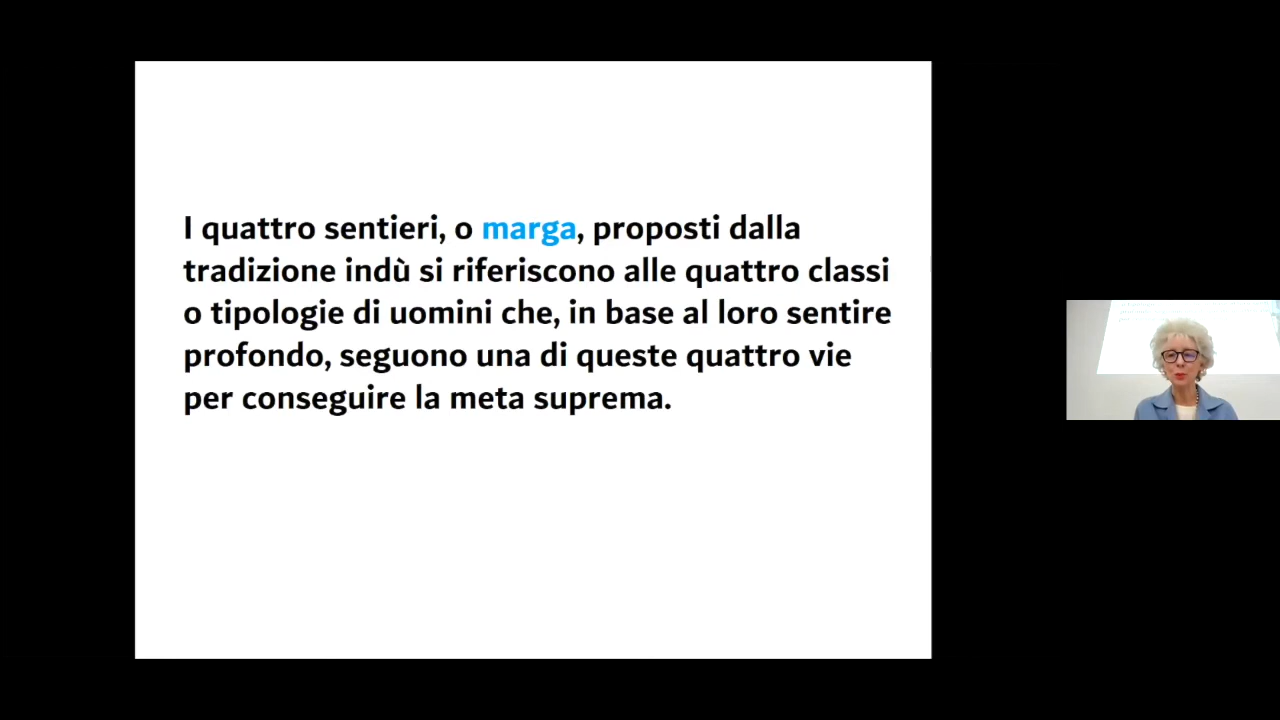 I quattro sentieri, o marga, proposti dalla
tradizione indù si riferiscono alle quattro classi
o tipologie di uomini che, in base al loro sentire
profondo, seguono una di queste quattro vie
per conseguire la meta suprema.